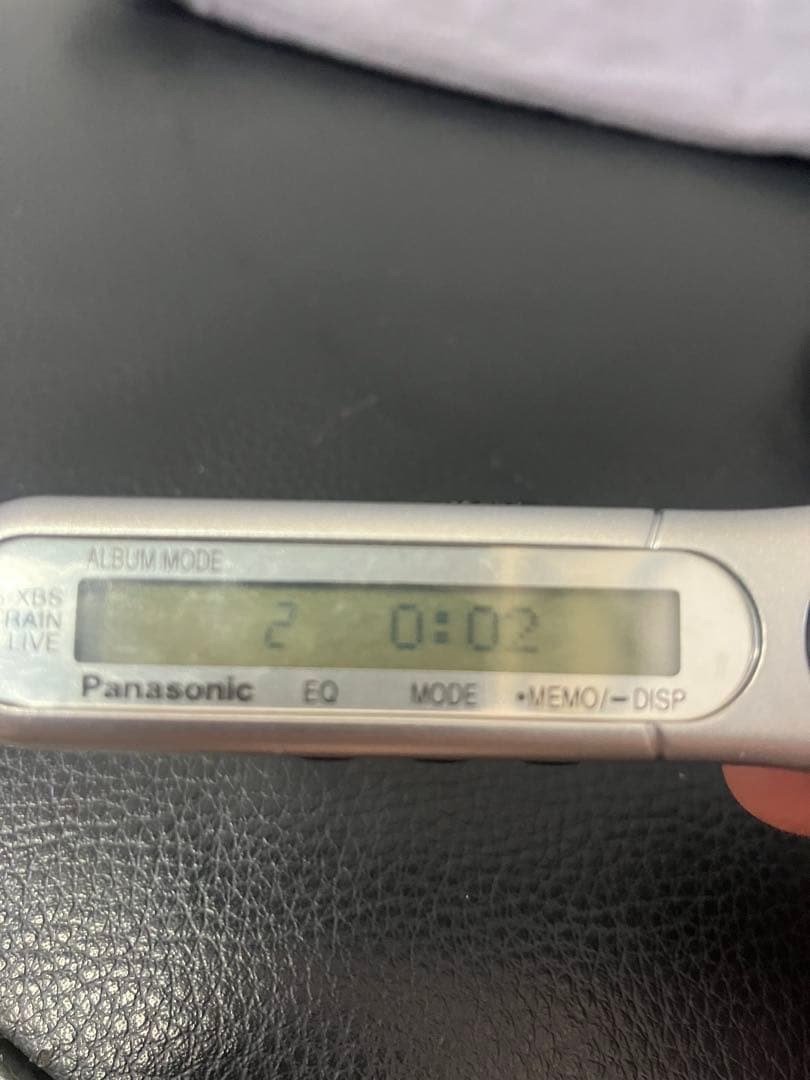 ALBUM MODE
XBS
RAIN
LIVE
2 0:02
Panasonic EQ MODE •MEMO/–DISP